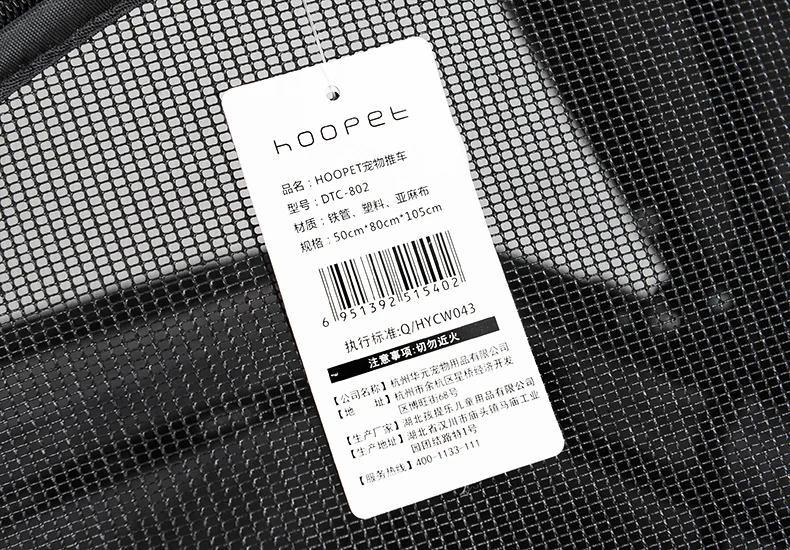 hoopet
品名：HOOPET宠物推车
型号：DTC-802
材质：铁管、塑料、亚麻布
规格：50cm*80cm*105cm
6 951392 515402
执行标准:Q/HYCW043
注意事项:切勿近火
【公司名称】杭州华元宠物用品有限公司
【地　　址】杭州市余杭区星桥经济开发
区博旺街68号
【生产厂家】湖北孩提乐儿童用品有限公司
【生产地址】湖北省汉川市庙头镇马庙工业
园团结路特1号
【服务热线】400-1133-111